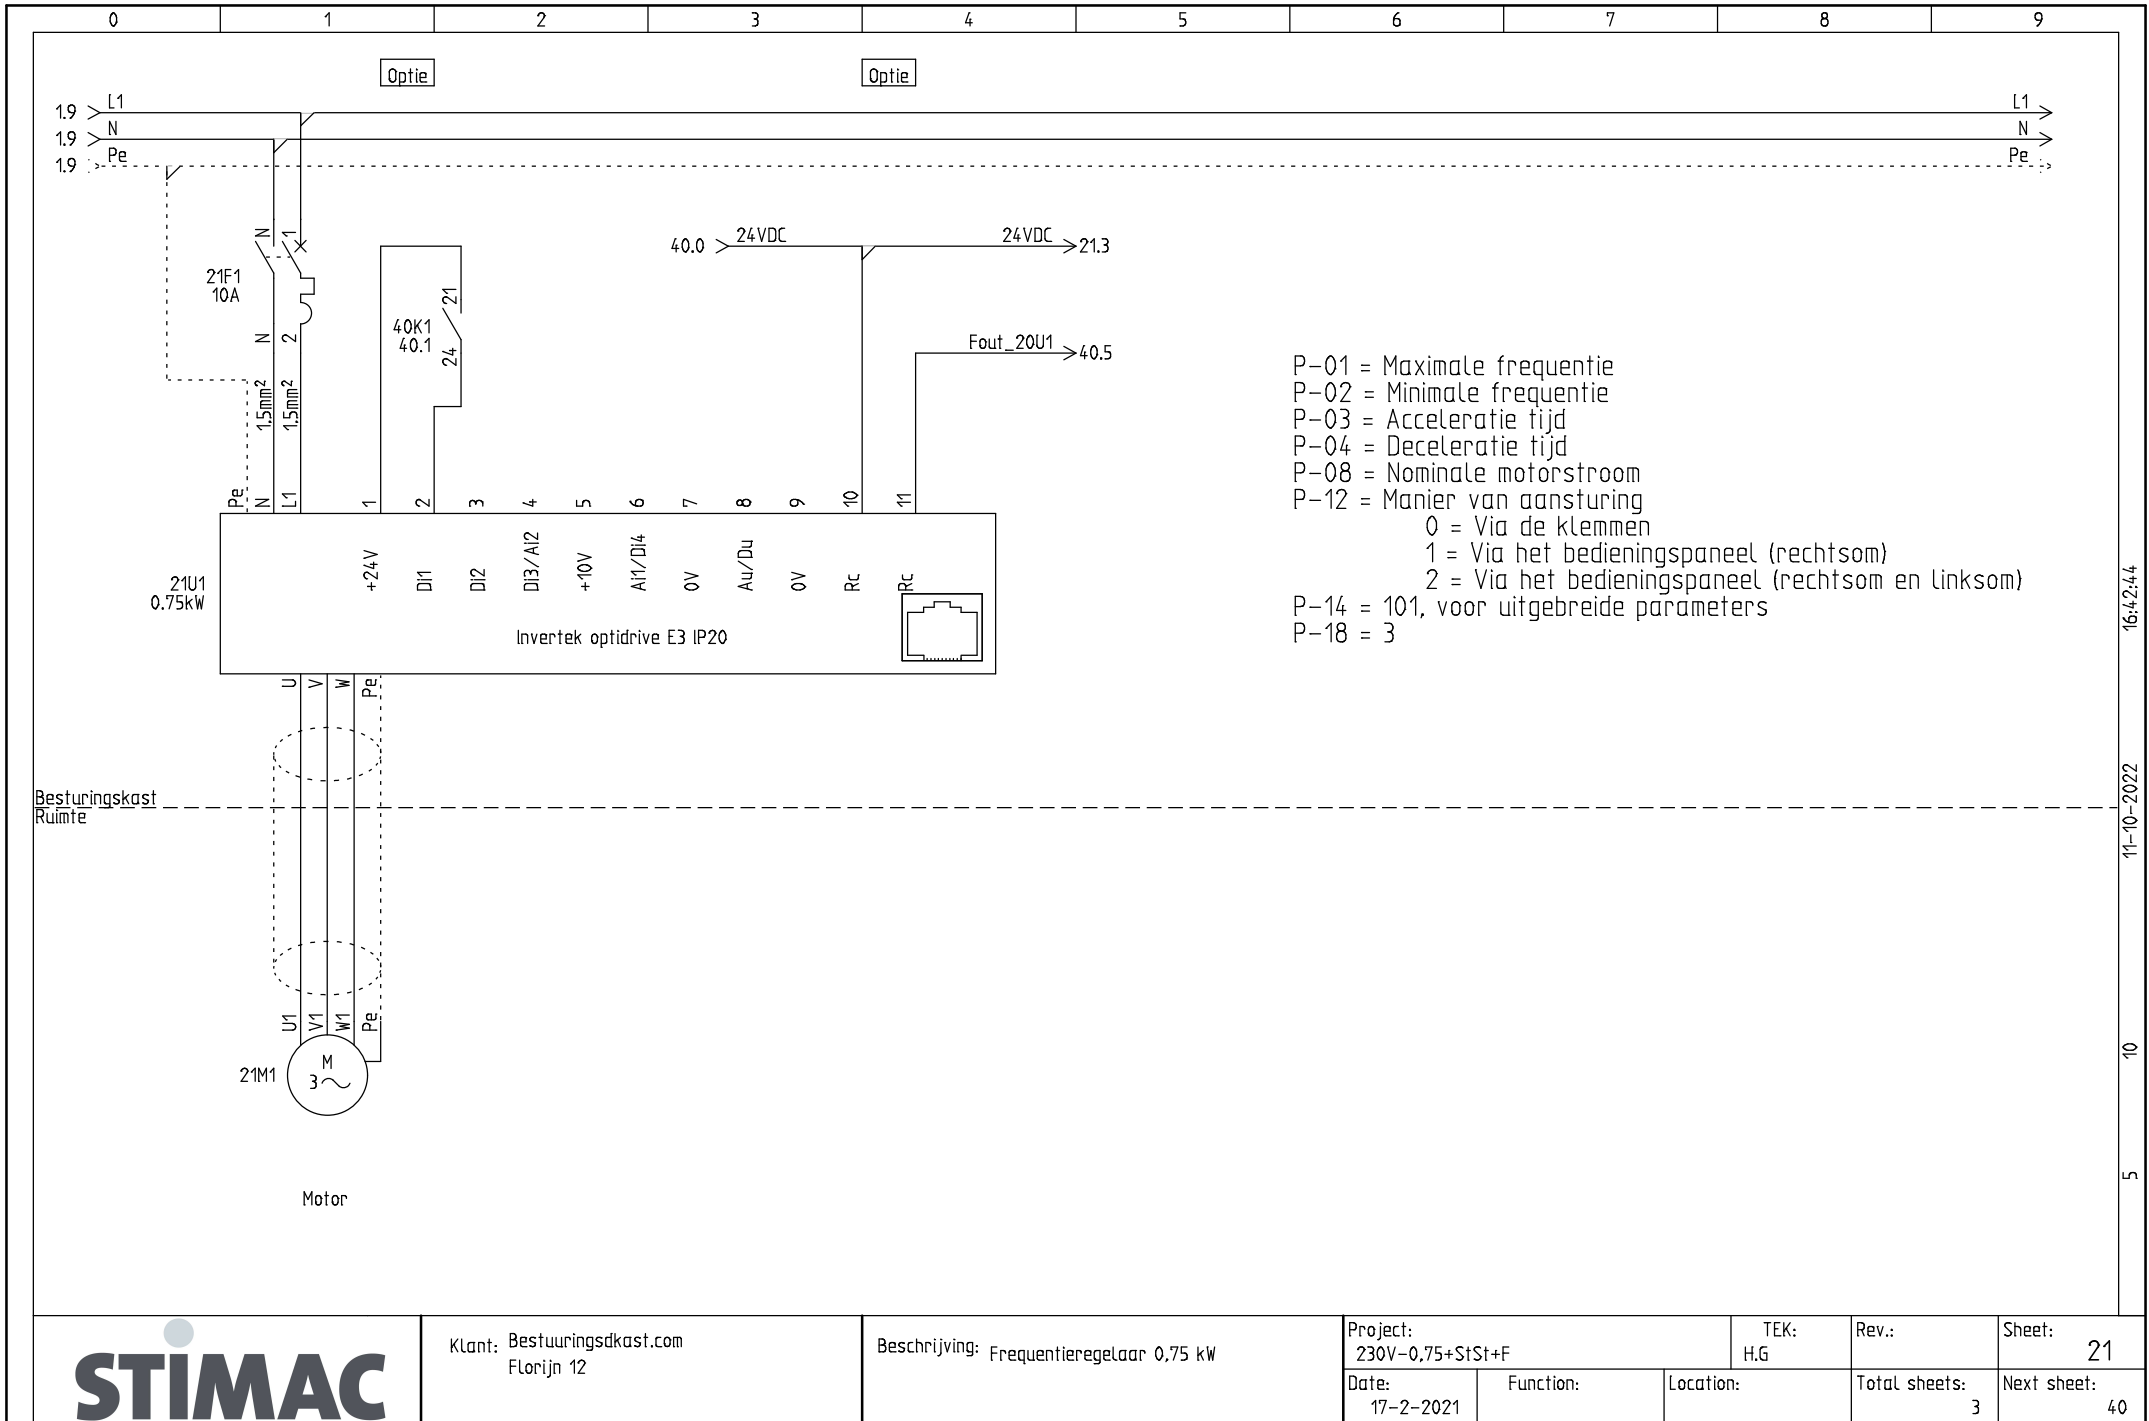 0 1 2 3 4 5 6 7 8 9
Optie Optie
1.9 L1 L1
1.9 N N
1.9 Pe Pe
40.0 24VDC 24VDC 21.3
N 1
21F1
10A
N 2
1.5mm² 1.5mm²
21
40K1
40.1
24
Fout_20U1 40.5
P-01 = Maximale frequentie
P-02 = Minimale frequentie
P-03 = Acceleratie tijd
P-04 = Deceleratie tijd
P-08 = Nominale motorstroom
P-12 = Manier van aansturing
0 = Via de klemmen
1 = Via het bedieningspaneel (rechtsom)
2 = Via het bedieningspaneel (rechtsom en linksom)
P-14 = 101, voor uitgebreide parameters
P-18 = 3
Pe N L1 1 2 3 4 5 6 7 8 9 10 11
+24V Di1 Di2 Di3/Ai2 +10V Ai1/Di4 0V Au/Du 0V Rc Rc
21U1
0.75kW
Invertek optidrive E3 IP20
U V W Pe
Besturingskast
Ruimte
U1 V1 W1 Pe
21M1
M
3
Motor
16:42:44
11-10-2022
10
5
STiMAC
Klant: Bestuuringsdkast.com
Florijn 12
Beschrijving: Frequentieregelaar 0,75 kW
Project:
230V-0,75+StSt+F
TEK:
H.G
Rev.:
Sheet:
21
Date:
17-2-2021
Function:
Location:
Total sheets:
3
Next sheet:
40